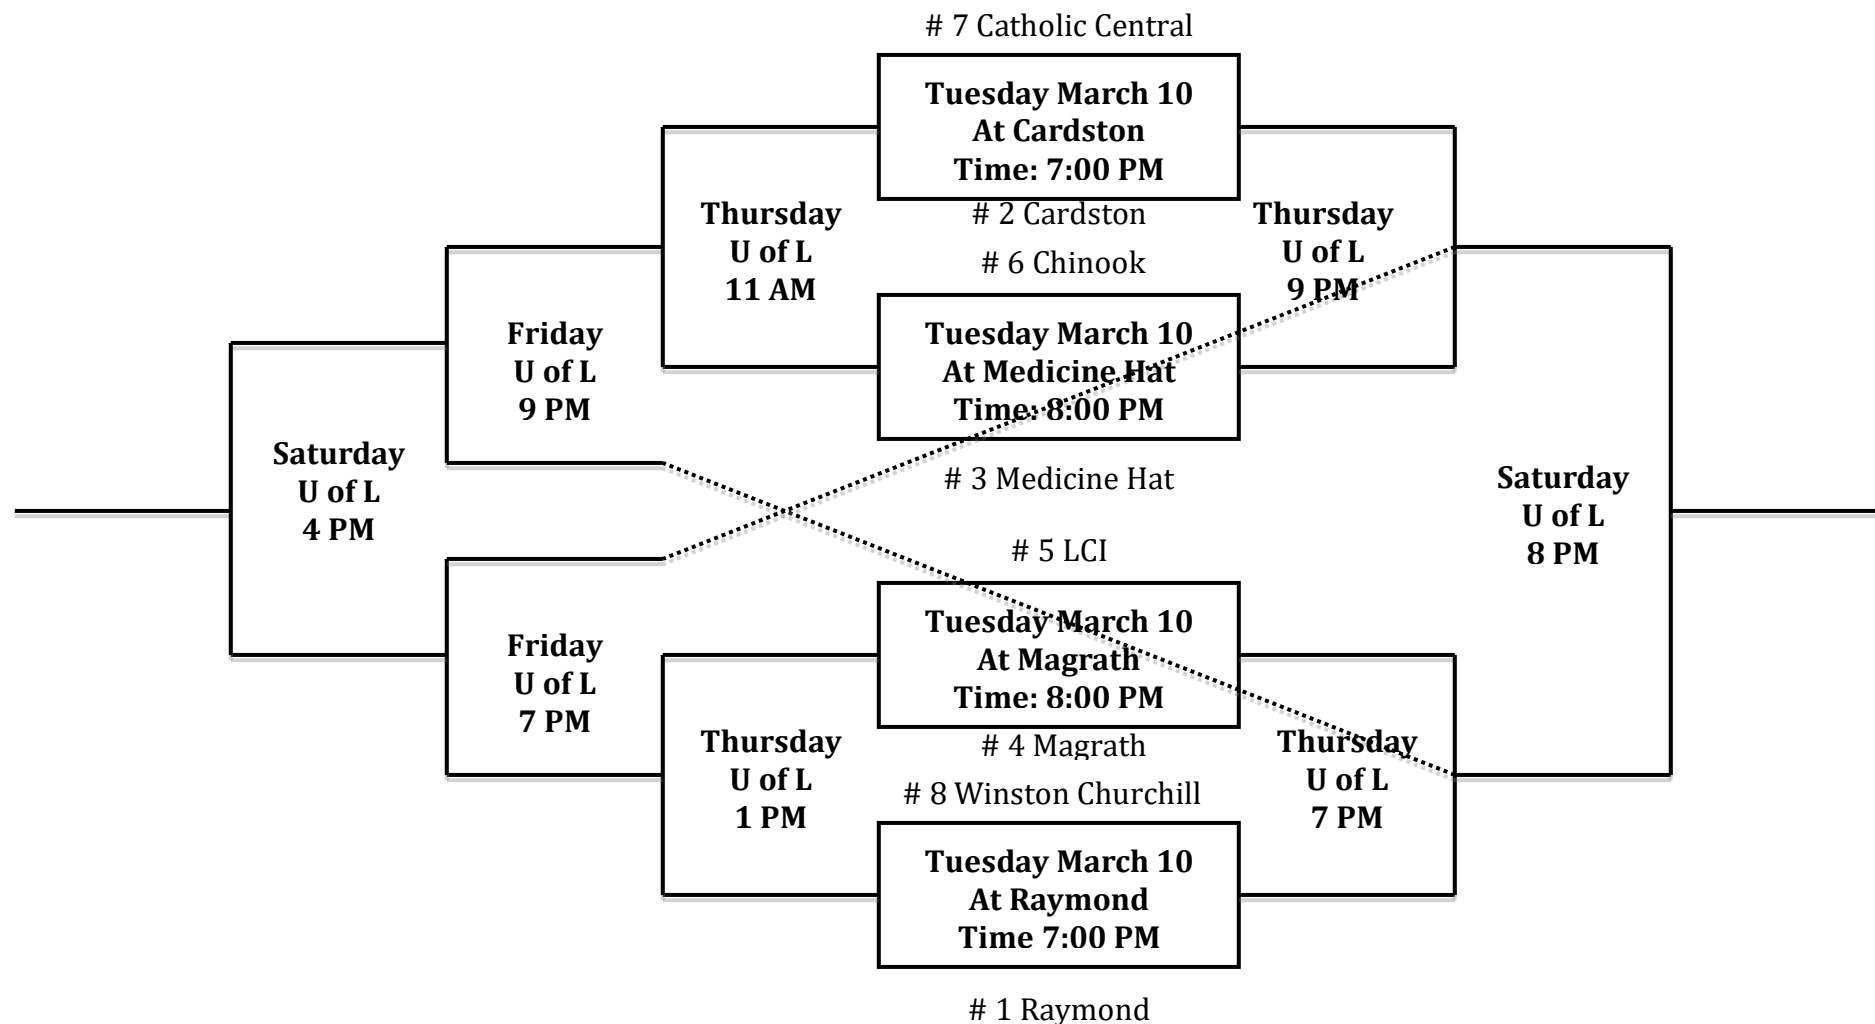 # 7 Catholic Central
Tuesday March 10
At Cardston
Time: 7:00 PM
# 2 Cardston
Thursday
U of L
11 AM
Thursday
U of L
9 PM
# 6 Chinook
Tuesday March 10
At Medicine Hat
Time: 8:00 PM
# 3 Medicine Hat
Friday
U of L
9 PM
Saturday
U of L
4 PM
Saturday
U of L
8 PM
# 5 LCI
Tuesday March 10
At Magrath
Time: 8:00 PM
# 4 Magrath
Friday
U of L
7 PM
Thursday
U of L
1 PM
Thursday
U of L
7 PM
# 8 Winston Churchill
Tuesday March 10
At Raymond
Time 7:00 PM
# 1 Raymond